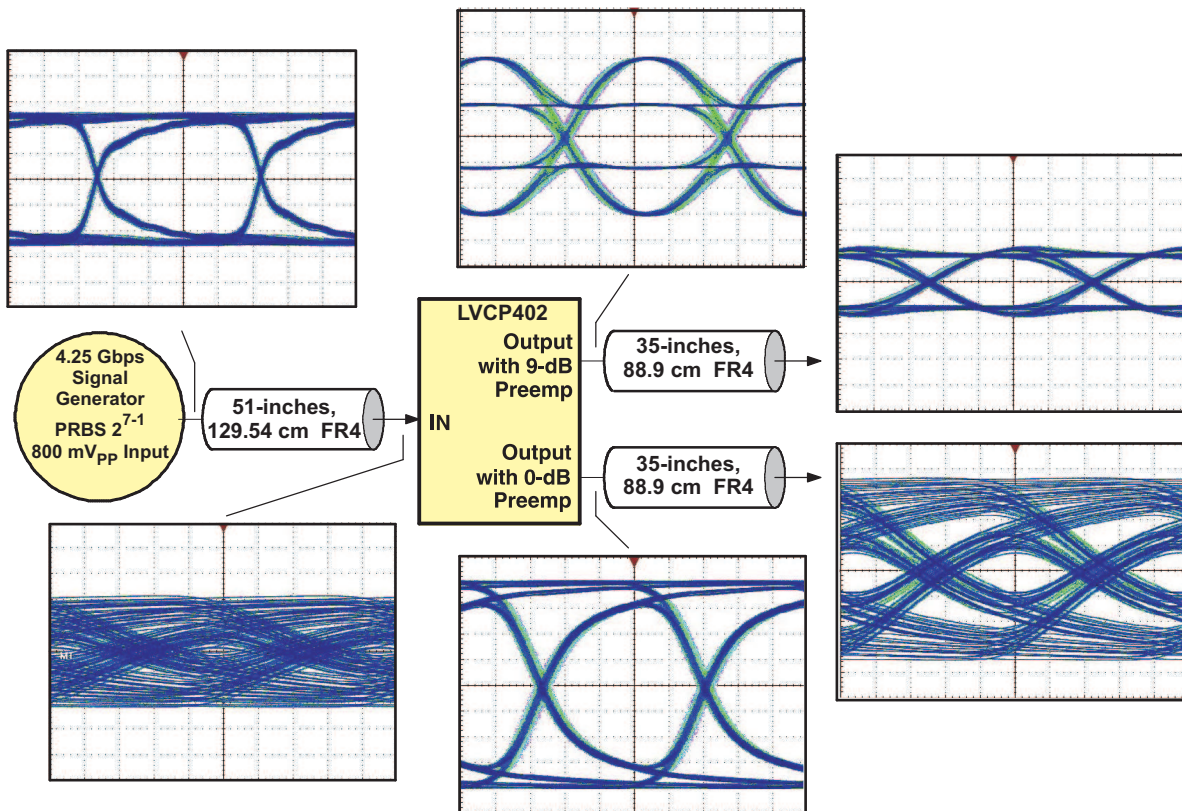 LVCP402
Output
with 9-dB
Preemp
IN
Output
with 0-dB
Preemp
4.25 Gbps
Signal
Generator
PRBS 2^7-1
800 mVPP Input
51-inches,
129.54 cm FR4
35-inches,
88.9 cm FR4
35-inches,
88.9 cm FR4
MT